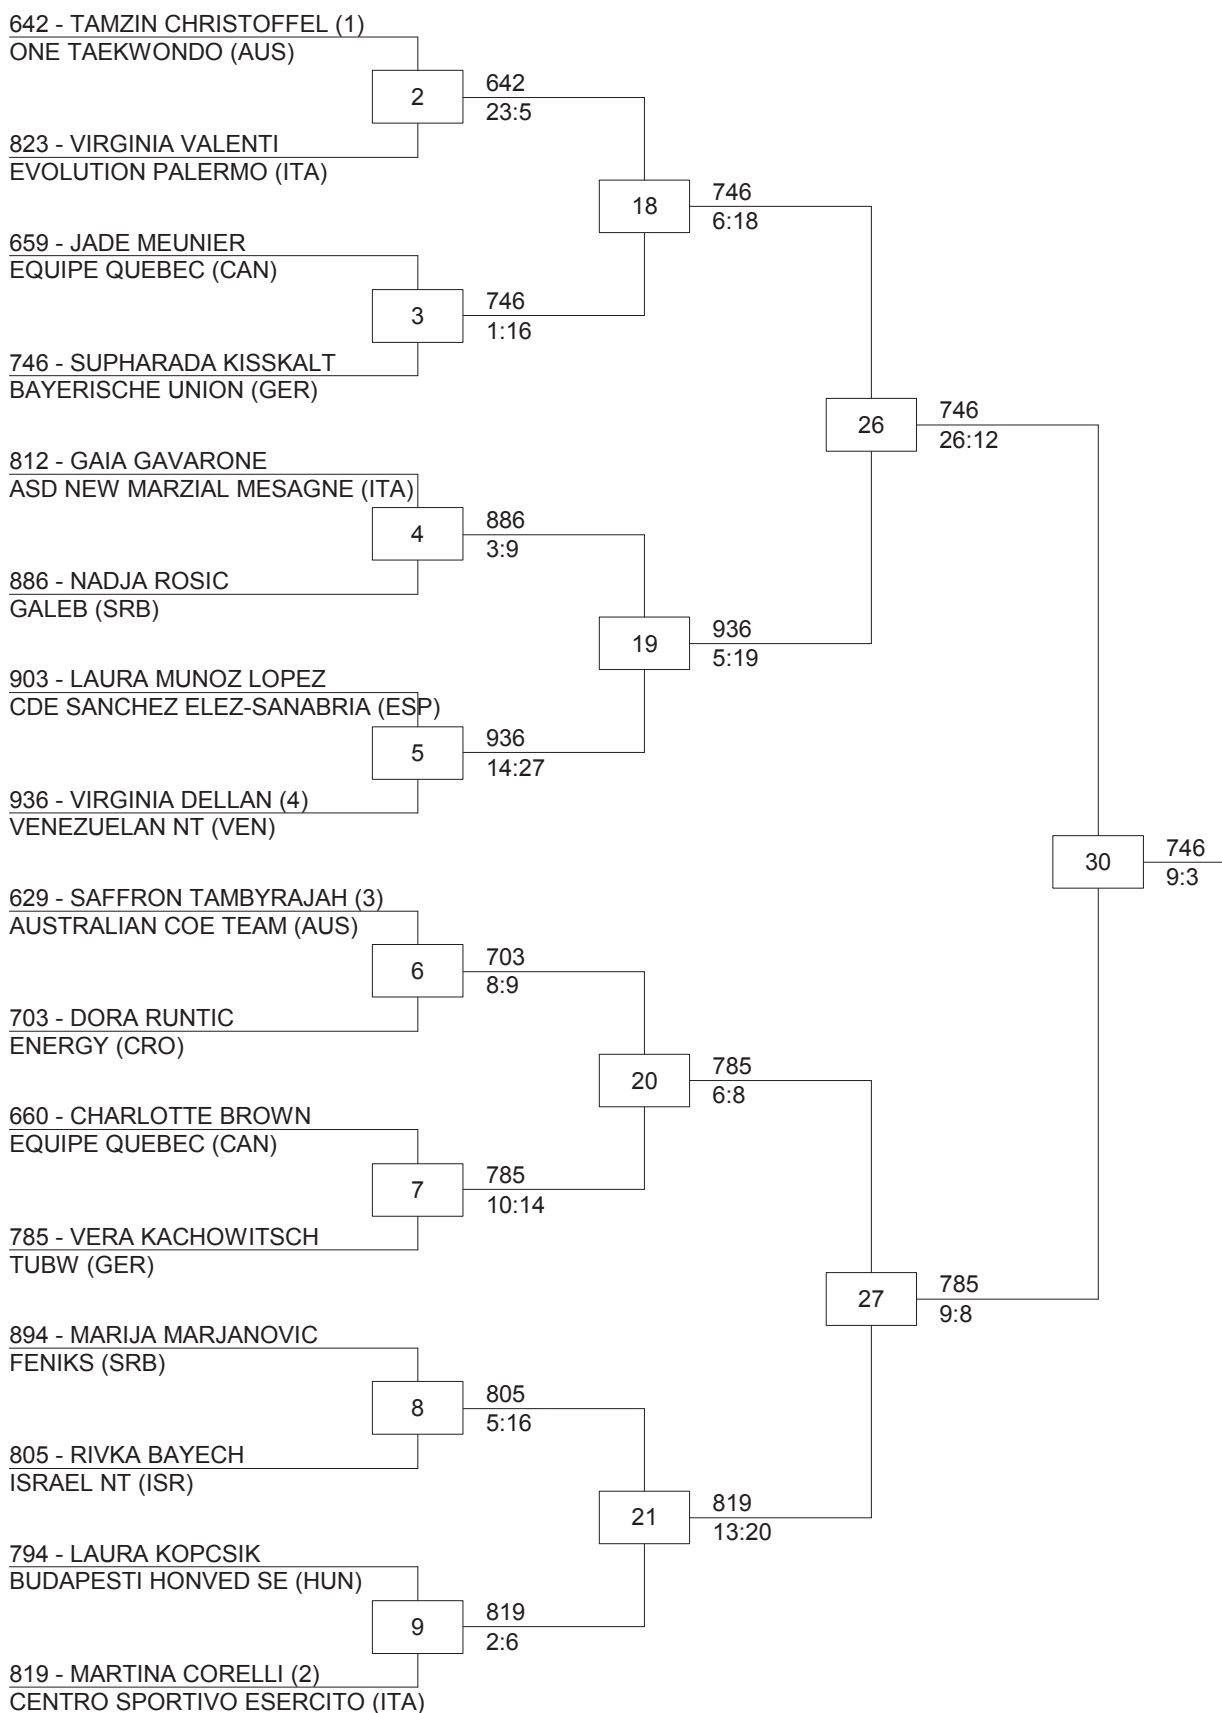 642 - TAMZIN CHRISTOFFEL (1)
ONE TAEKWONDO (AUS)
2
642
23:5
823 - VIRGINIA VALENTI
EVOLUTION PALERMO (ITA)
18
746
6:18
659 - JADE MEUNIER
EQUIPE QUEBEC (CAN)
3
746
1:16
746 - SUPHARADA KISSKALT
BAYERISCHE UNION (GER)
26
746
26:12
812 - GAIA GAVARONE
ASD NEW MARZIAL MESAGNE (ITA)
4
886
3:9
886 - NADJA ROSIC
GALEB (SRB)
19
936
5:19
903 - LAURA MUNOZ LOPEZ
CDE SANCHEZ ELEZ-SANABRIA (ESP)
5
936
14:27
936 - VIRGINIA DELLAN (4)
VENEZUELAN NT (VEN)
30
746
9:3
629 - SAFFRON TAMBYRAJAH (3)
AUSTRALIAN COE TEAM (AUS)
6
703
8:9
703 - DORA RUNTIC
ENERGY (CRO)
20
785
6:8
660 - CHARLOTTE BROWN
EQUIPE QUEBEC (CAN)
7
785
10:14
785 - VERA KACHOWITSCH
TUBW (GER)
27
785
9:8
894 - MARIJA MARJANOVIC
FENIKS (SRB)
8
805
5:16
805 - RIVKA BAYECH
ISRAEL NT (ISR)
21
819
13:20
794 - LAURA KOPCSIK
BUDAPESTI HONVED SE (HUN)
9
819
2:6
819 - MARTINA CORELLI (2)
CENTRO SPORTIVO ESERCITO (ITA)